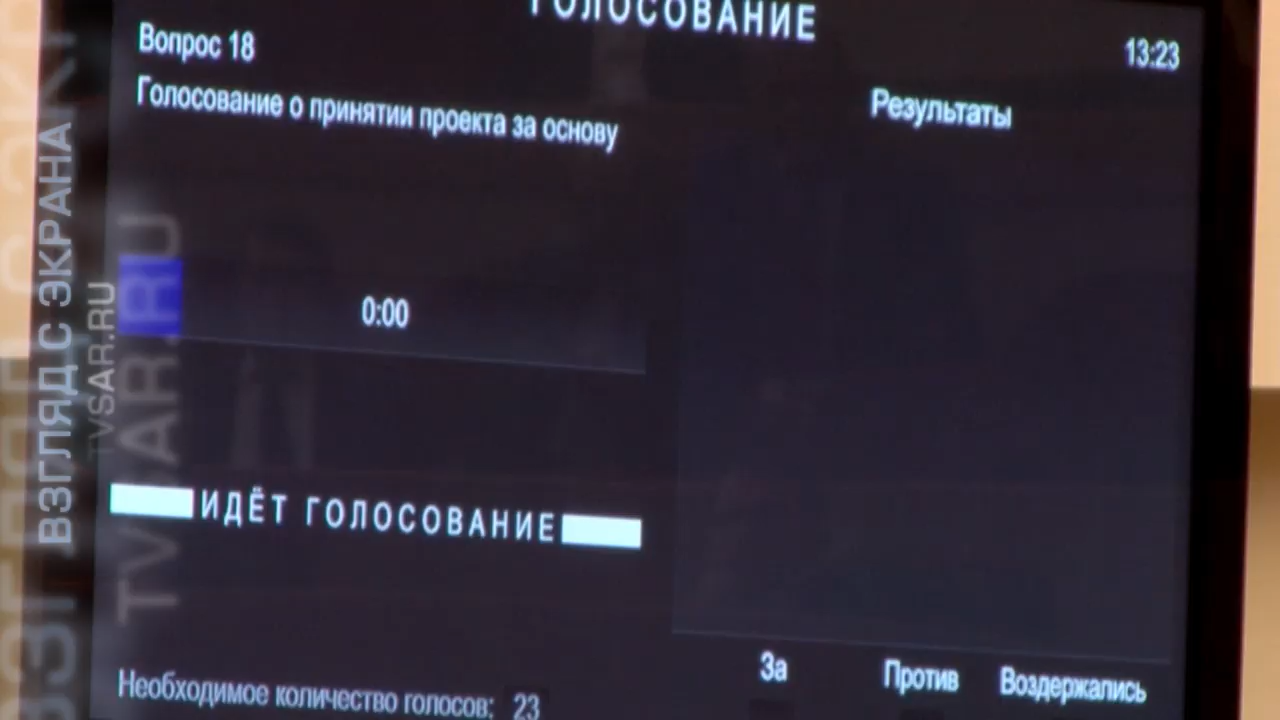 ГОЛОСОВАНИЕ
Вопрос 18
13:23
Голосование о принятии проекта за основу
Результаты
0:00
ИДЁТ ГОЛОСОВАНИЕ
Необходимое количество голосов: 23
За
Против
Воздержались
ВЗГЛЯД С ЭКРАНА
TVSAR.RU